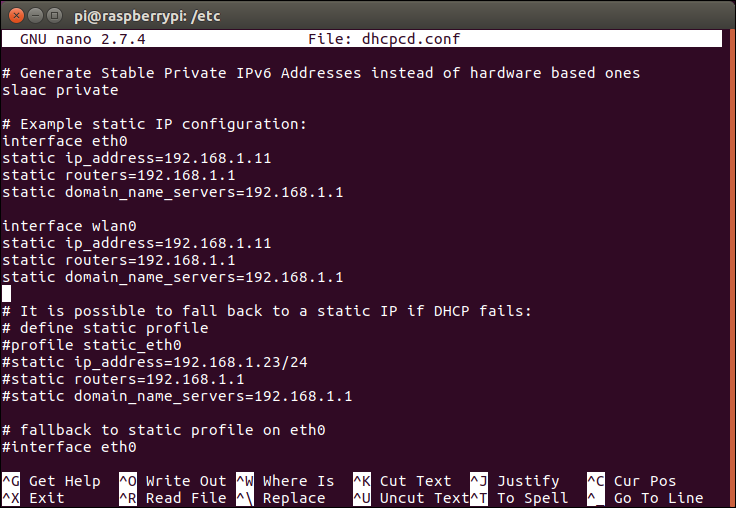 pi@raspberrypi: /etc
GNU nano 2.7.4 File: dhcpcd.conf
# Generate Stable Private IPv6 Addresses instead of hardware based ones
slaac private
# Example static IP configuration:
interface eth0
static ip_address=192.168.1.11
static routers=192.168.1.1
static domain_name_servers=192.168.1.1
interface wlan0
static ip_address=192.168.1.11
static routers=192.168.1.1
static domain_name_servers=192.168.1.1
# It is possible to fall back to a static IP if DHCP fails:
# define static profile
#profile static_eth0
#static ip_address=192.168.1.23/24
#static routers=192.168.1.1
#static domain_name_servers=192.168.1.1
# fallback to static profile on eth0
#interface eth0
^G Get Help ^O Write Out ^W Where Is ^K Cut Text ^J Justify ^C Cur Pos
^X Exit ^R Read File ^\ Replace ^U Uncut Text^T To Spell ^_ Go To Line